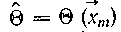 Θ̂ = Θ (x⃗ₘ)